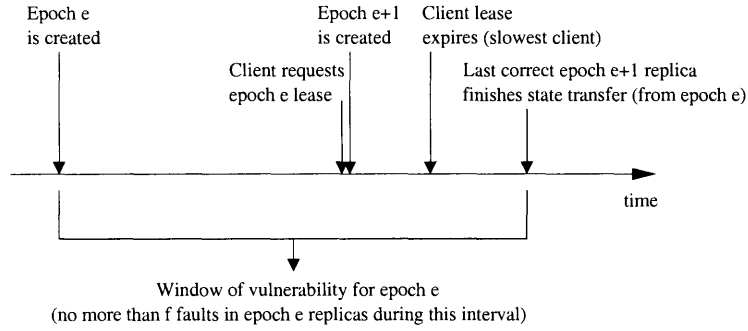 Epoch e
is created
Epoch e+1
is created
Client lease
expires (slowest client)
Client requests
epoch e lease
Last correct epoch e+1 replica
finishes state transfer (from epoch e)
time
Window of vulnerability for epoch e
(no more than f faults in epoch e replicas during this interval)